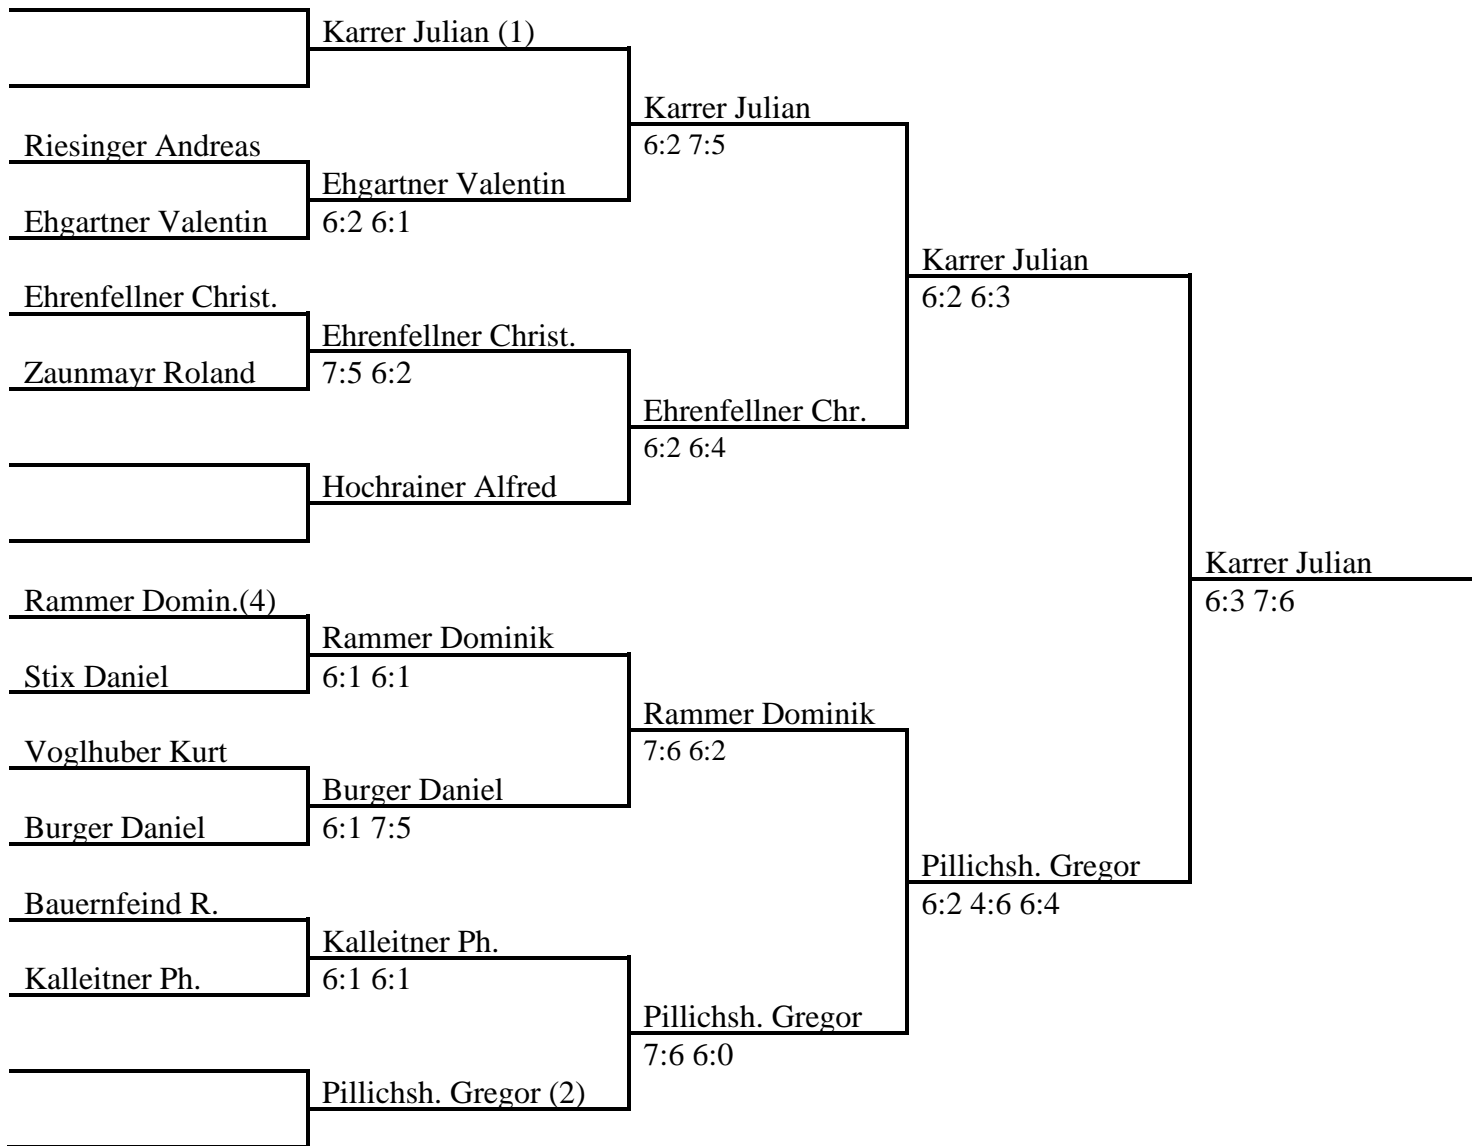 Karrer Julian (1)
Karrer Julian
6:2 7:5
Riesinger Andreas
Ehgartner Valentin
Ehgartner Valentin
6:2 6:1
Karrer Julian
6:2 6:3
Ehrenfellner Christ.
Ehrenfellner Christ.
Zaunmayr Roland
7:5 6:2
Ehrenfellner Chr.
6:2 6:4
Hochrainer Alfred
Karrer Julian
6:3 7:6
Rammer Domin.(4)
Rammer Dominik
Stix Daniel
6:1 6:1
Rammer Dominik
7:6 6:2
Voglhuber Kurt
Burger Daniel
Burger Daniel
6:1 7:5
Pillichsh. Gregor
6:2 4:6 6:4
Bauernfeind R.
Kalleitner Ph.
Kalleitner Ph.
6:1 6:1
Pillichsh. Gregor
7:6 6:0
Pillichsh. Gregor (2)